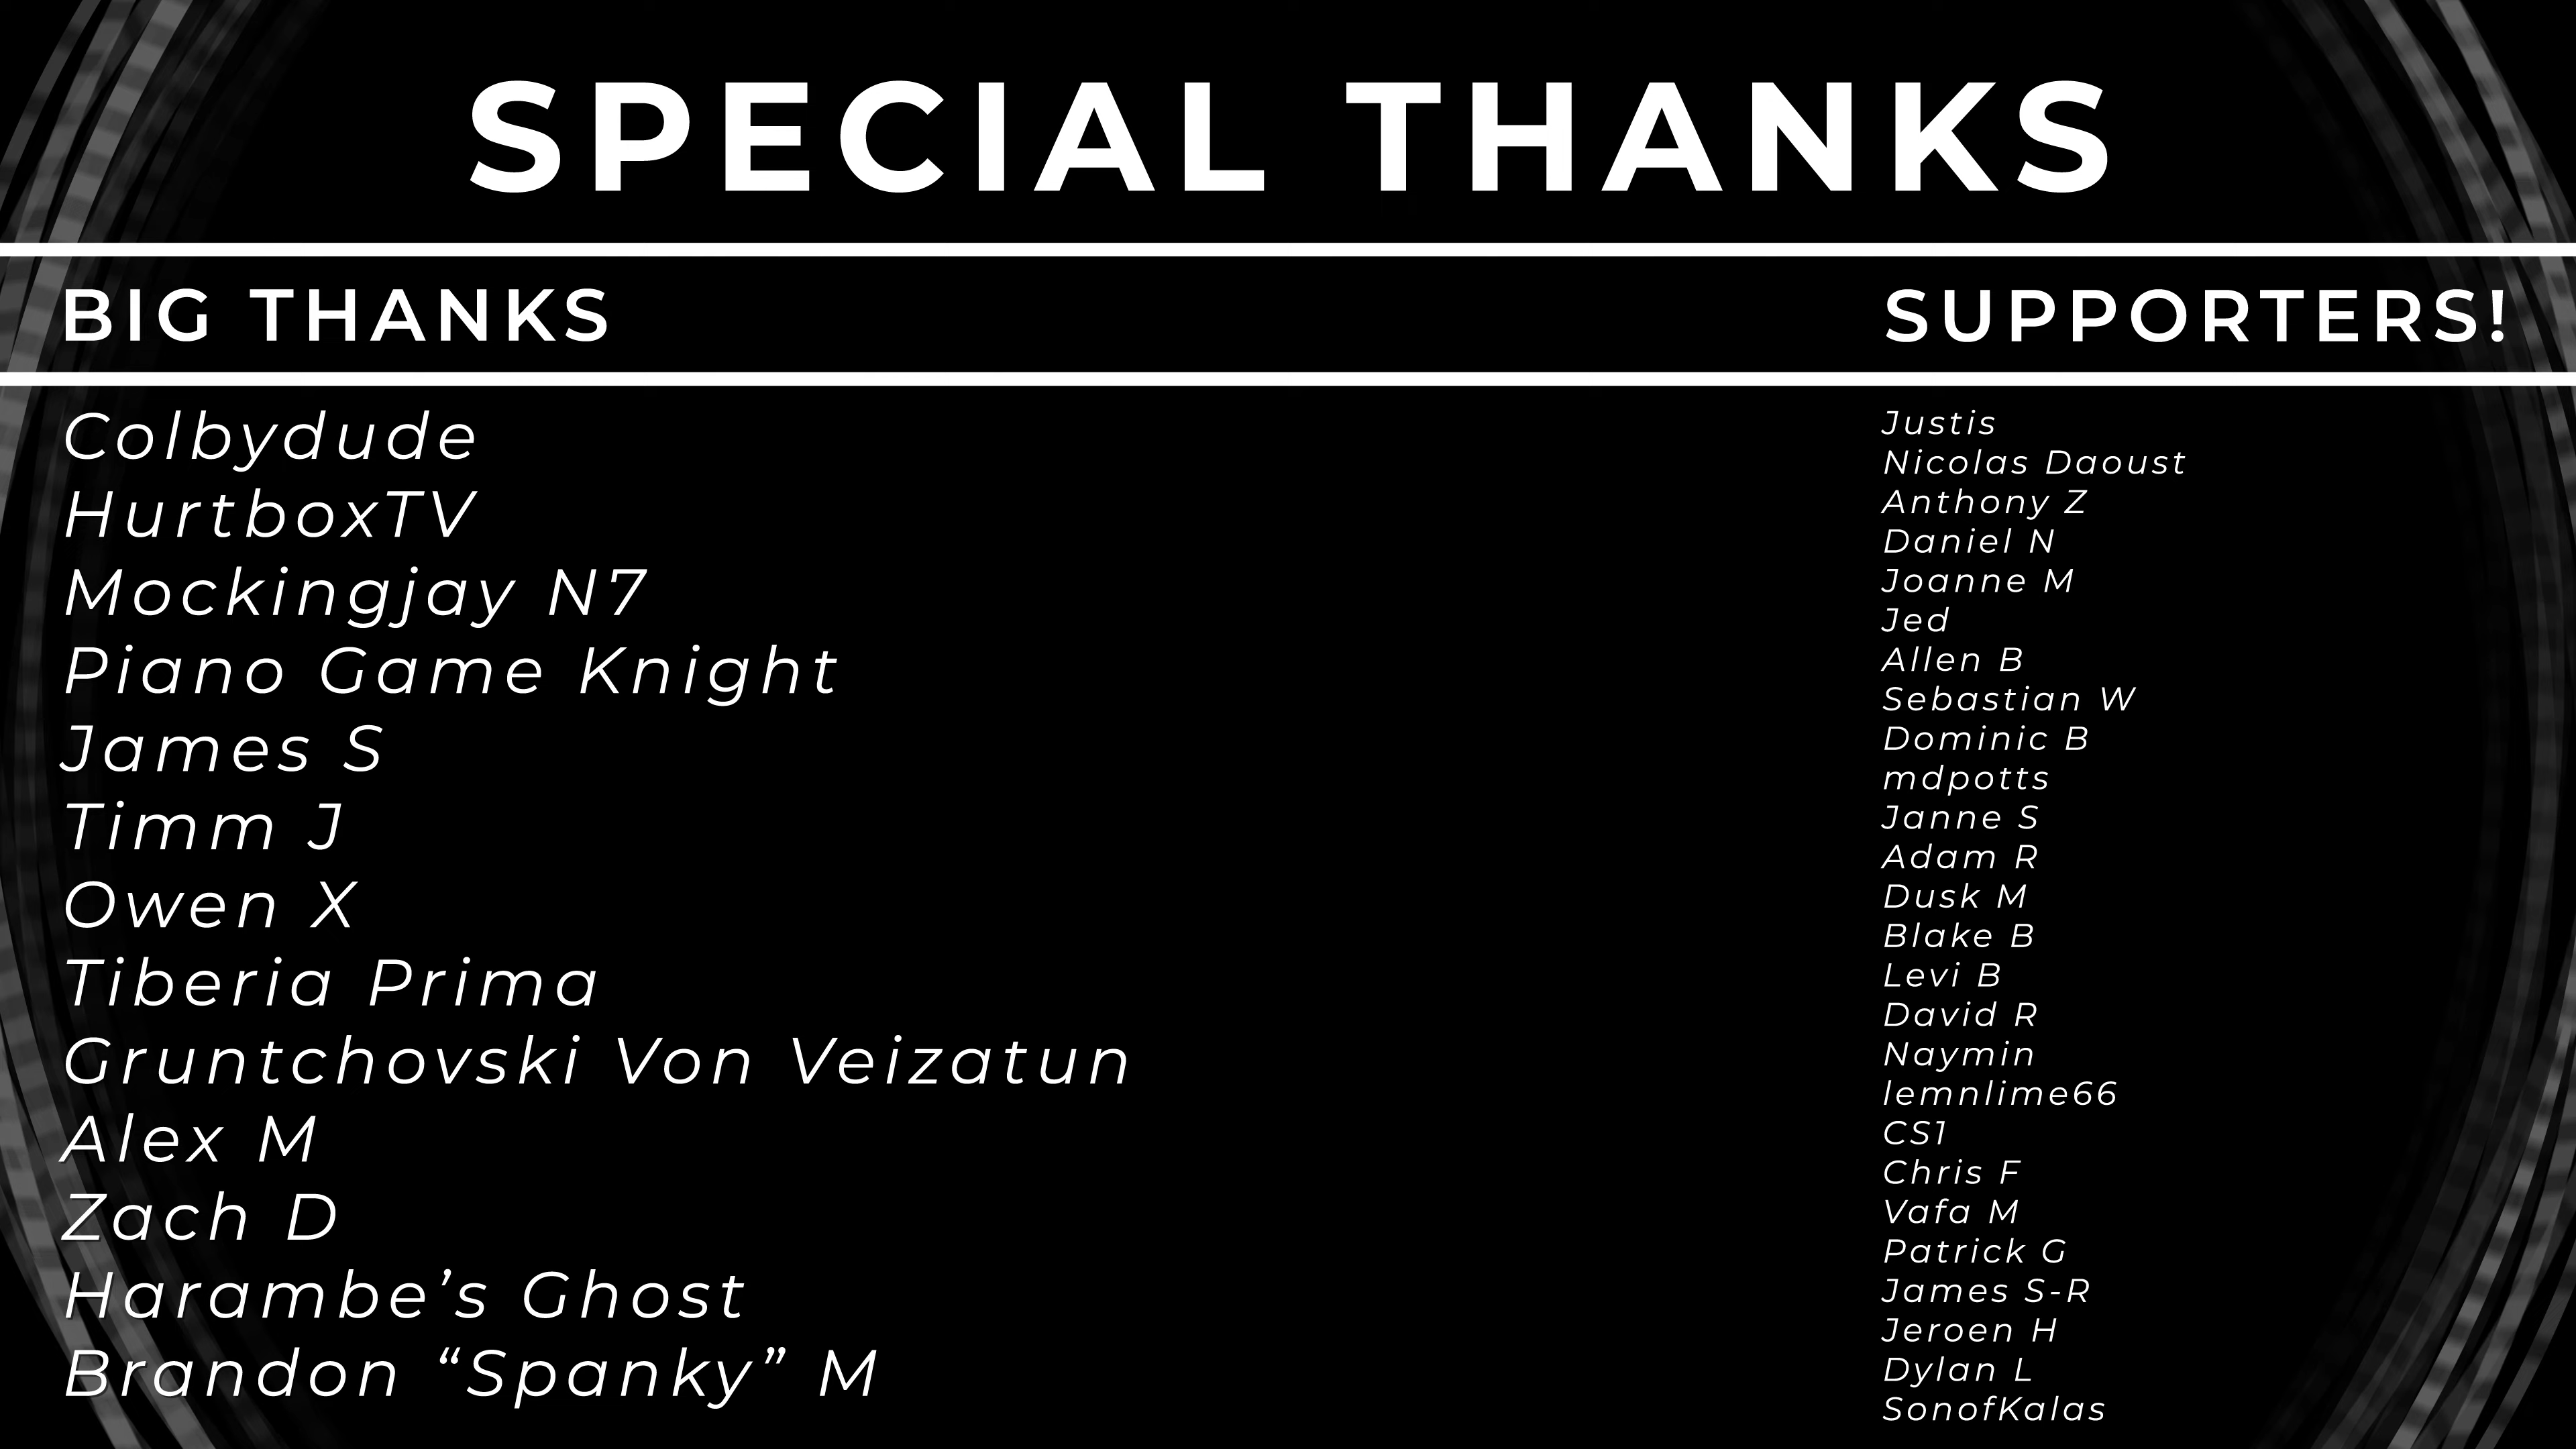 SPECIAL THANKS
BIG THANKS
Colbydude
HurtboxTV
Mockingjay N7
Piano Game Knight
James S
Timm J
Owen X
Tiberia Prima
Gruntchovski Von Veizatun
Alex M
Zach D
Harambe’s Ghost
Brandon “Spanky” M
SUPPORTERS!
Justis
Nicolas Daoust
Anthony Z
Daniel N
Joanne M
Jed
Allen B
Sebastian W
Dominic B
mdpotts
Janne S
Adam R
Dusk M
Blake B
Levi B
David R
Naymin
lemnlime66
CS1
Chris F
Vafa M
Patrick G
James S-R
Jeroen H
Dylan L
SonofKalas